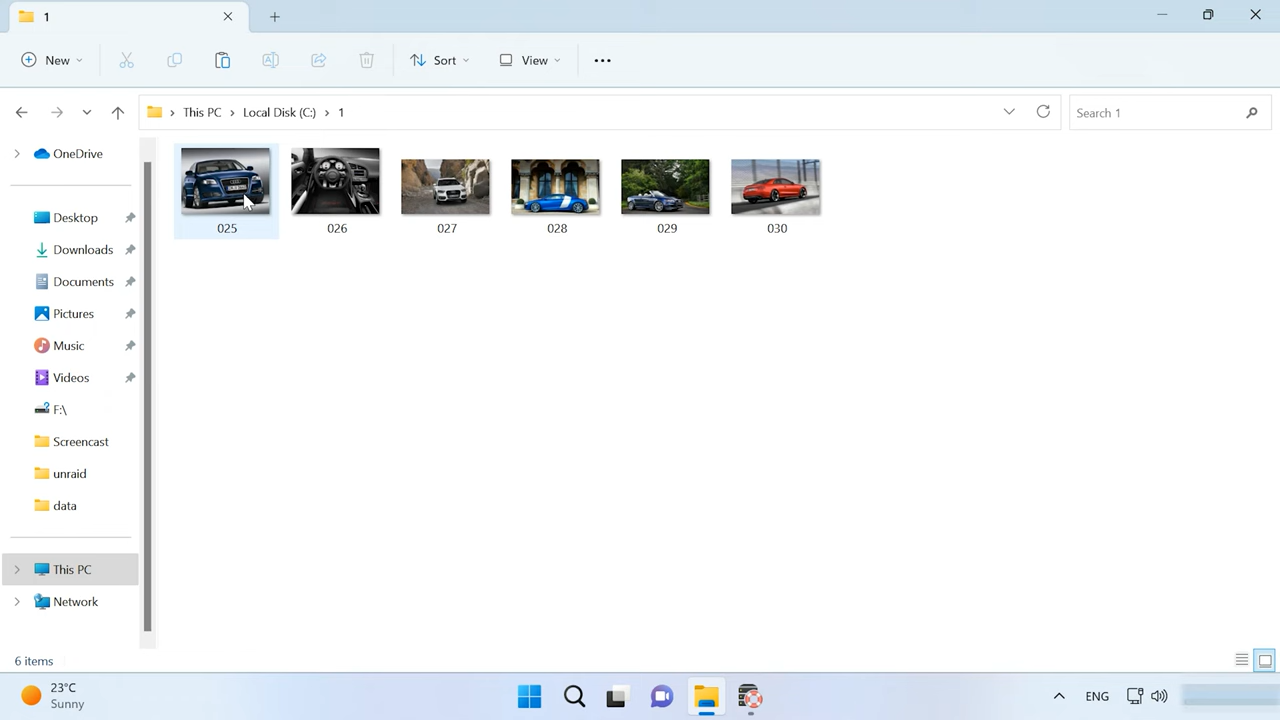 1
New
Sort
View
This PC
Local Disk (C:)
1
Search 1
OneDrive
Desktop
Downloads
Documents
Pictures
Music
Videos
F:\
Screencast
unraid
data
This PC
Network
025
026
027
028
029
030
6 items
23°C
Sunny
ENG